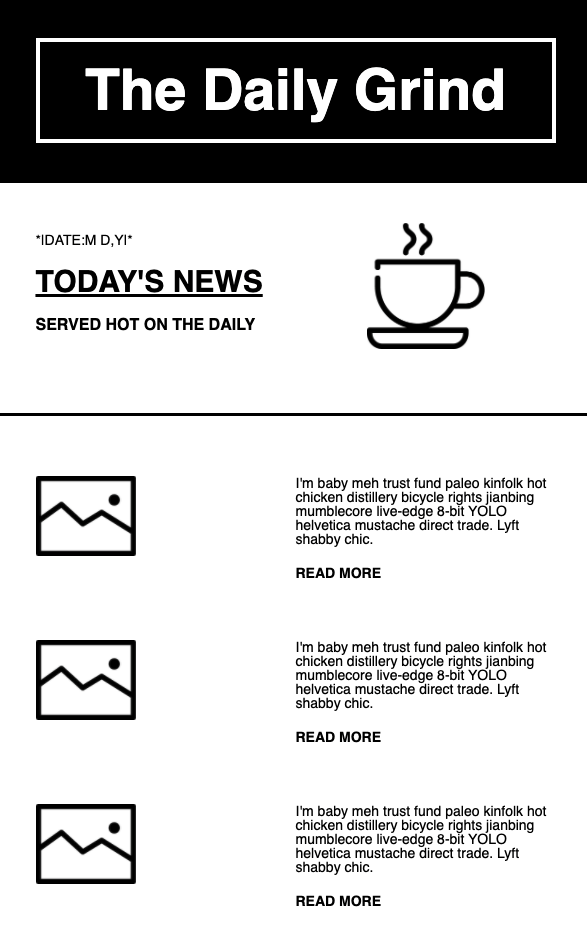 The Daily Grind
*|DATE:M D,Y|*
TODAY'S NEWS
SERVED HOT ON THE DAILY
I'm baby meh trust fund paleo kinfolk hot
chicken distillery bicycle rights jianbing
mumblecore live-edge 8-bit YOLO
helvetica mustache direct trade. Lyft
shabby chic.
READ MORE
I'm baby meh trust fund paleo kinfolk hot
chicken distillery bicycle rights jianbing
mumblecore live-edge 8-bit YOLO
helvetica mustache direct trade. Lyft
shabby chic.
READ MORE
I'm baby meh trust fund paleo kinfolk hot
chicken distillery bicycle rights jianbing
mumblecore live-edge 8-bit YOLO
helvetica mustache direct trade. Lyft
shabby chic.
READ MORE